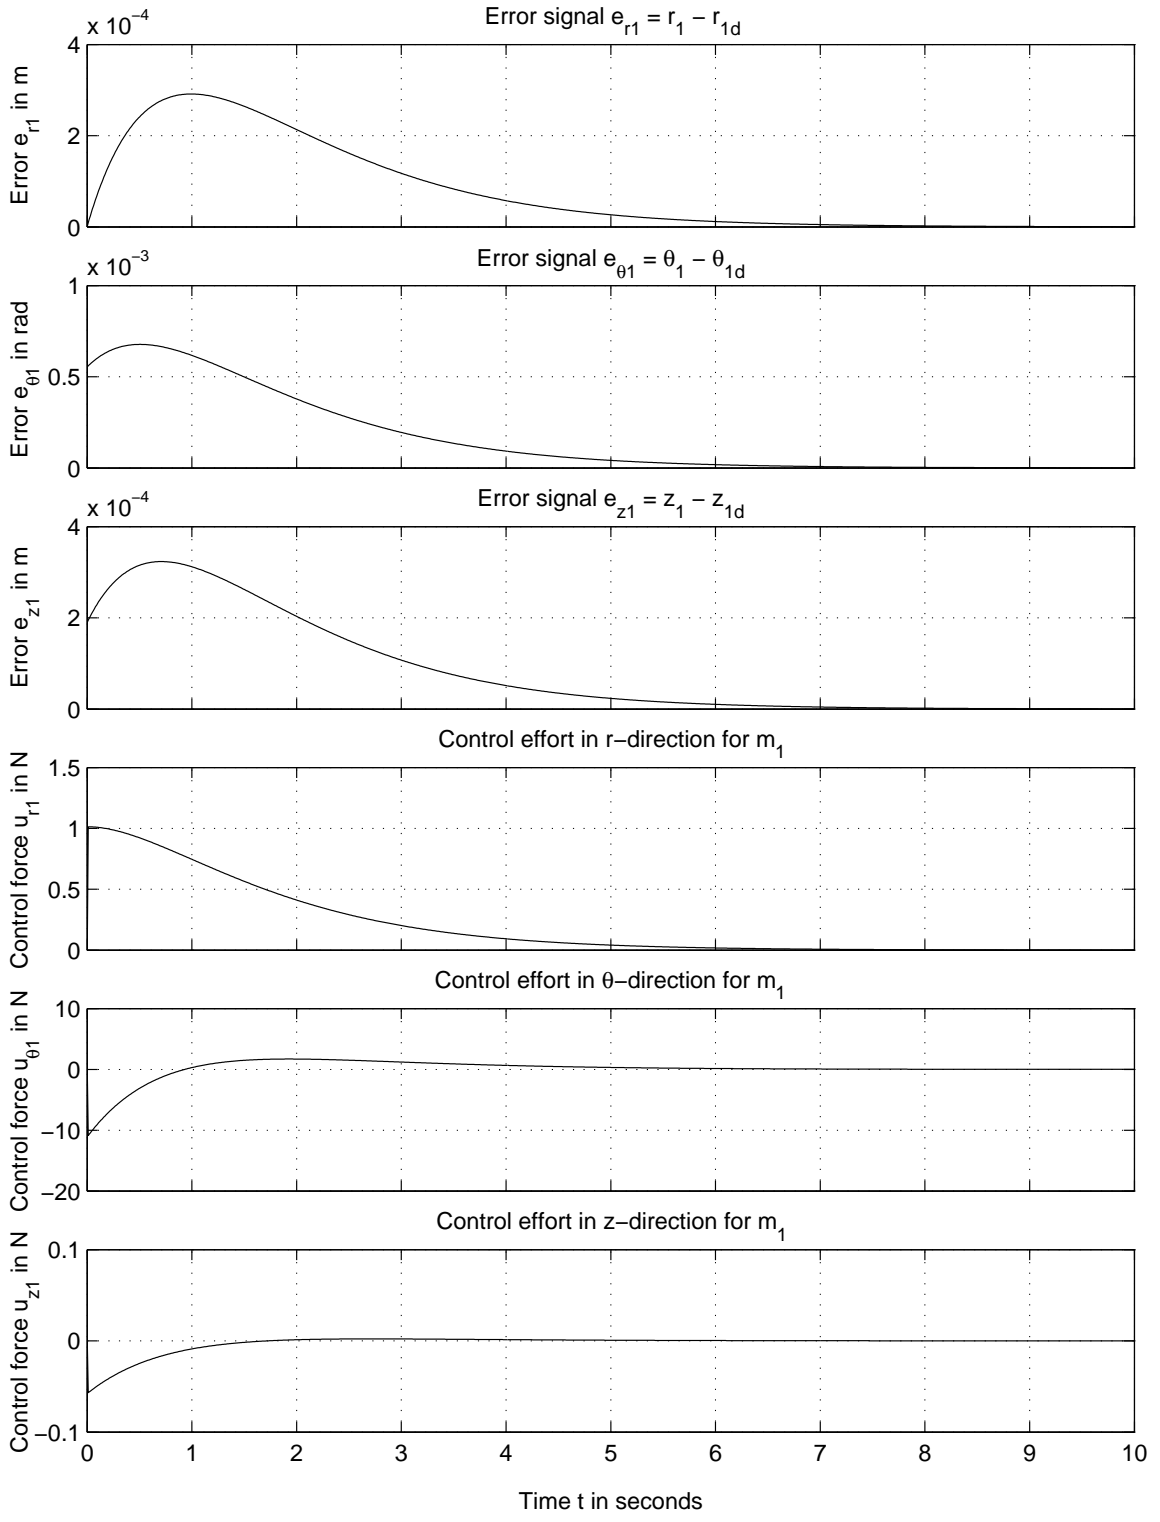 x 10⁻⁴
Error signal e_r1 = r_1 − r_1d
Error e_r1 in m
4
2
0
x 10⁻³
Error signal e_θ1 = θ_1 − θ_1d
Error e_θ1 in rad
1
0.5
0
x 10⁻⁴
Error signal e_z1 = z_1 − z_1d
Error e_z1 in m
4
2
0
Control effort in r−direction for m_1
Control force u_r1 in N
1.5
1
0.5
0
Control effort in θ−direction for m_1
Control force u_θ1 in N
10
0
−10
−20
Control effort in z−direction for m_1
Control force u_z1 in N
0.1
0
−0.1
0 1 2 3 4 5 6 7 8 9 10
Time t in seconds